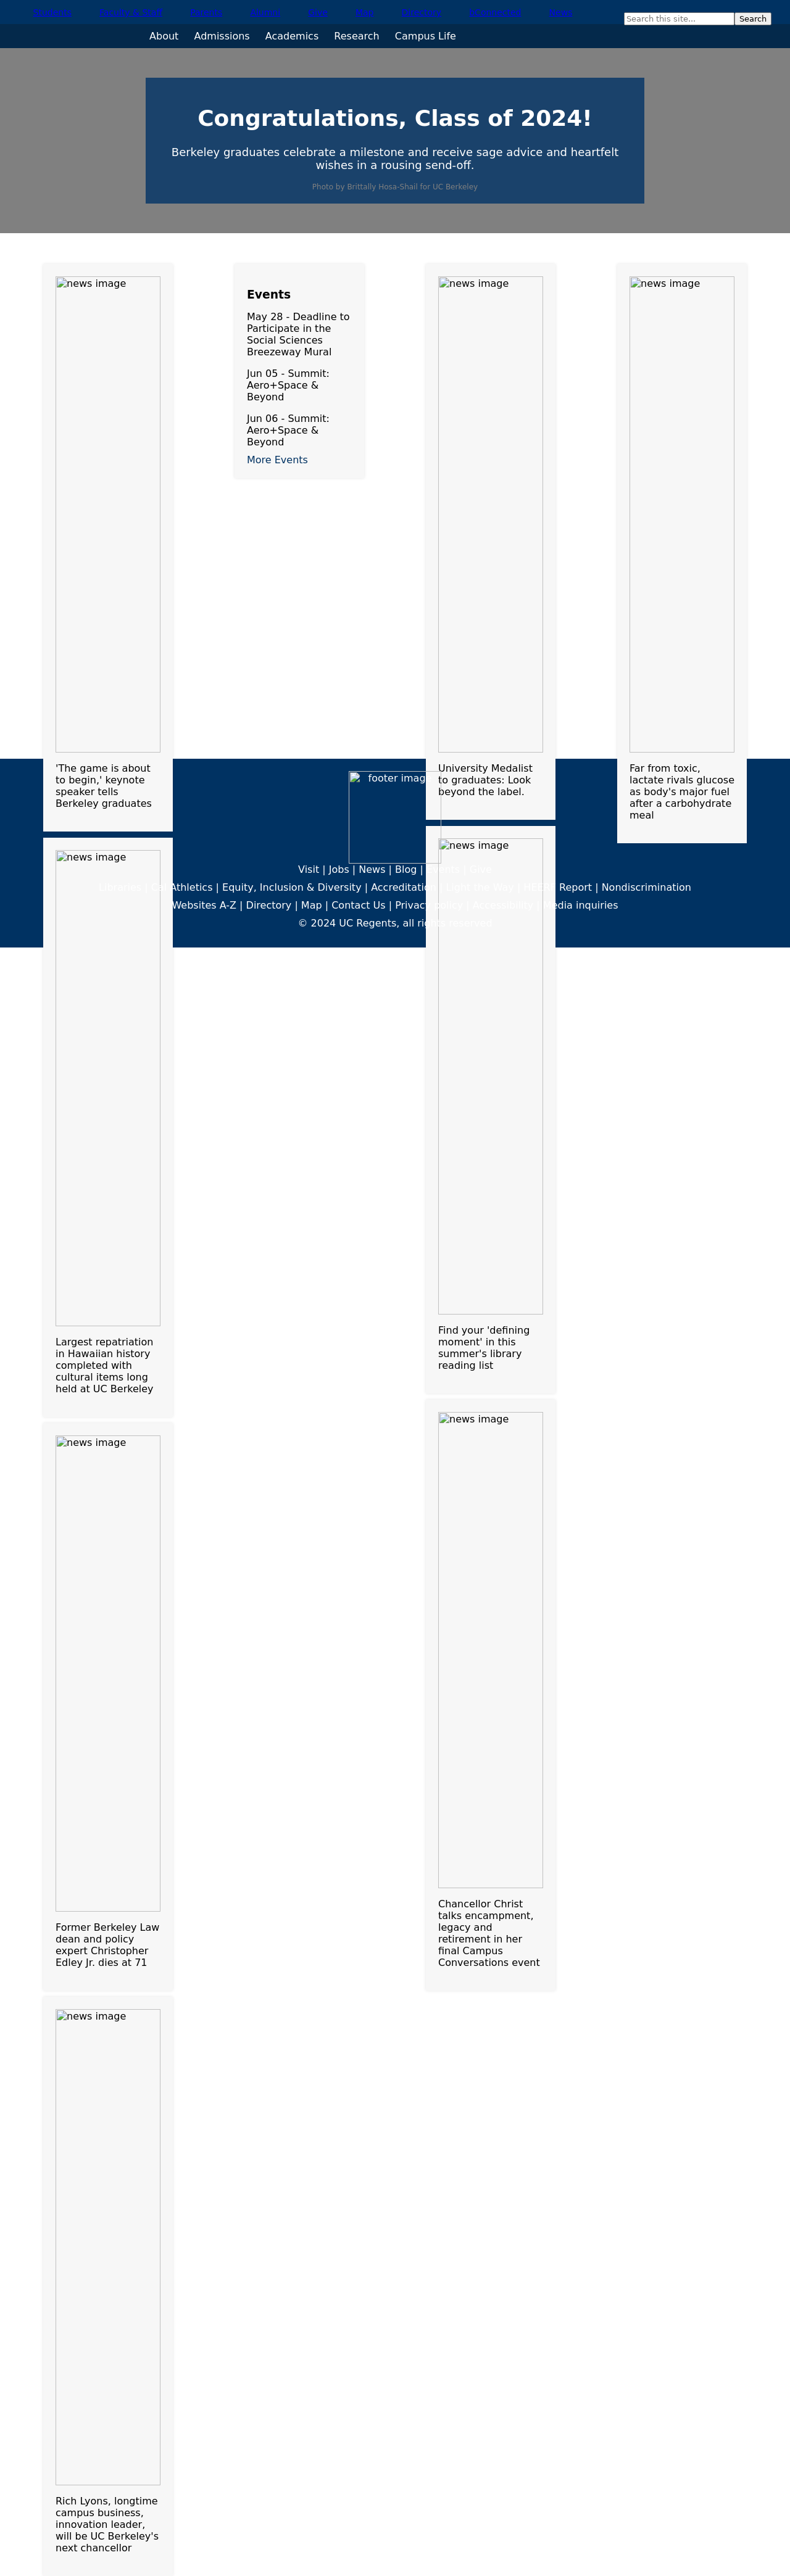 Students Faculty & Staff Parents Alumni Give Map Directory bConnected News
Search this site... Search
About Admissions Academics Research Campus Life
Congratulations, Class of 2024!
Berkeley graduates celebrate a milestone and receive sage advice and heartfelt
wishes in a rousing send-off.
Photo by Brittally Hosa-Shail for UC Berkeley
news image
'The game is about
to begin,' keynote
speaker tells
Berkeley graduates
news image
Largest repatriation
in Hawaiian history
completed with
cultural items long
held at UC Berkeley
news image
Former Berkeley Law
dean and policy
expert Christopher
Edley Jr. dies at 71
news image
Rich Lyons, longtime
campus business,
innovation leader,
will be UC Berkeley's
next chancellor
Events
May 28 - Deadline to
Participate in the
Social Sciences
Breezeway Mural
Jun 05 - Summit:
Aero+Space &
Beyond
Jun 06 - Summit:
Aero+Space &
Beyond
More Events
news image
University Medalist
to graduates: Look
beyond the label.
news image
Find your 'defining
moment' in this
summer's library
reading list
news image
Chancellor Christ
talks encampment,
legacy and
retirement in her
final Campus
Conversations event
news image
Far from toxic,
lactate rivals glucose
as body's major fuel
after a carbohydrate
meal
footer
Visit | Jobs | News | Blog |
Athletics | Equity, Inclusion & Diversity | Accreditation Report | Nondiscrimination
Websites A-Z | Directory | Map | Contact Us | Privacy Media inquiries
© 2024 UC Regents, all